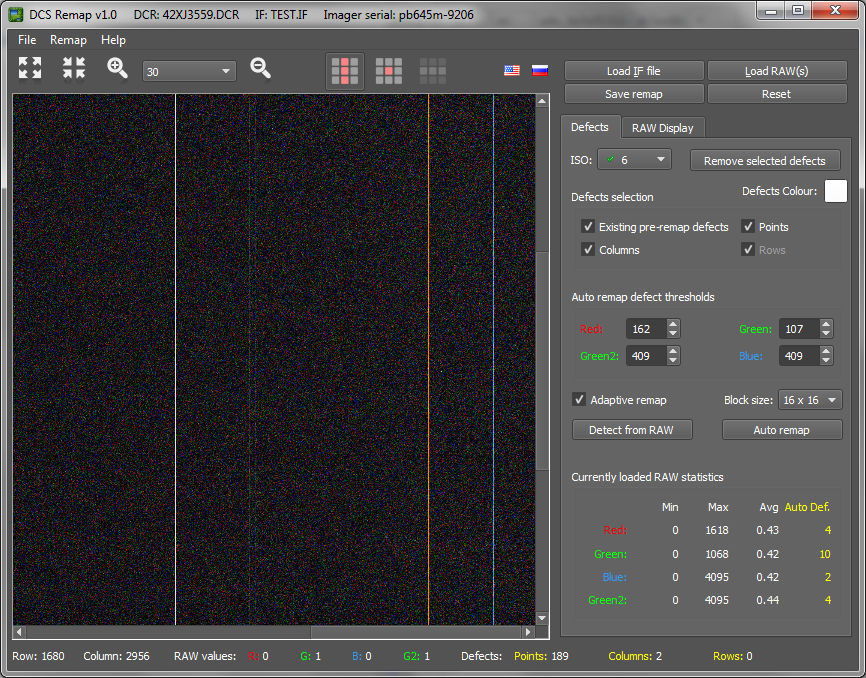 DCS Remap v1.0 DCR: 42XJ3559.DCR IF: TEST.IF Imager serial: pb645m-9206
File Remap Help
30
Load IF file Load RAW(s)
Save remap Reset
Defects RAW Display
ISO: 6 Remove selected defects
Defects selection Defects Colour:
Existing pre-remap defects Points
Columns Rows
Auto remap defect thresholds
Red: 162 Green: 107
Green2: 409 Blue: 409
Adaptive remap Block size: 16 x 16
Detect from RAW Auto remap
Currently loaded RAW statistics
Min Max Avg Auto Def.
Red: 0 1618 0.43 4
Green: 0 1068 0.42 10
Blue: 0 4095 0.42 2
Green2: 0 4095 0.44 4
Row: 1680 Column: 2956 RAW values: R: 0 G: 1 B: 0 G2: 1 Defects: Points: 189 Columns: 2 Rows: 0